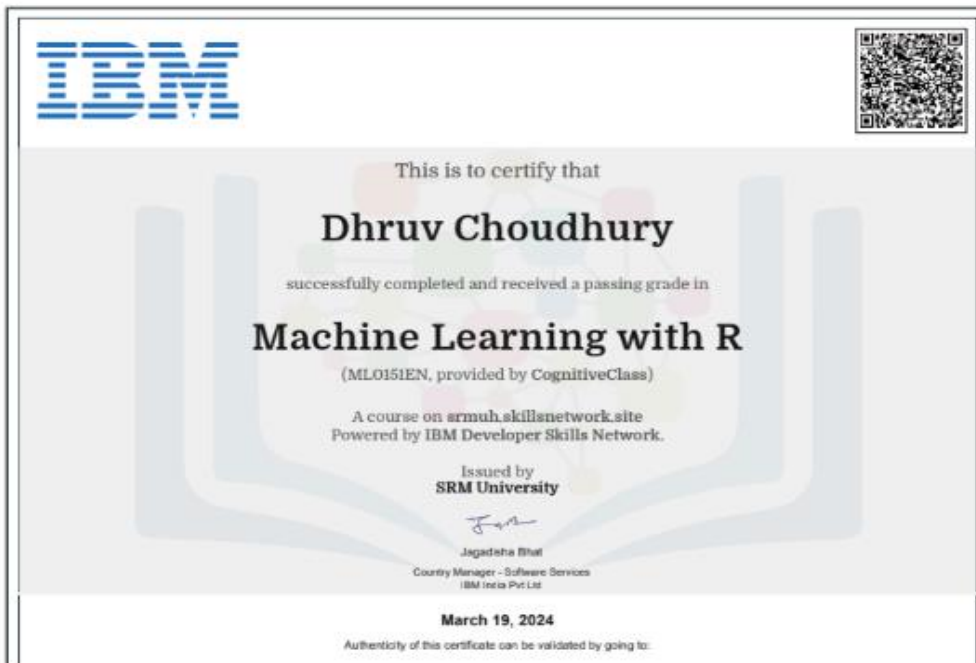 IBM
This is to certify that
Dhruv Choudhury
successfully completed and received a passing grade in
Machine Learning with R
(ML0151EN, provided by CognitiveClass)
A course on srmuh.skillsnetwork.site
Powered by IBM Developer Skills Network.
Issued by
SRM University
Jagadisha Bhat
Country Manager - Software Services
IBM India Pvt Ltd
March 19, 2024
Authenticity of this certificate can be validated by going to: